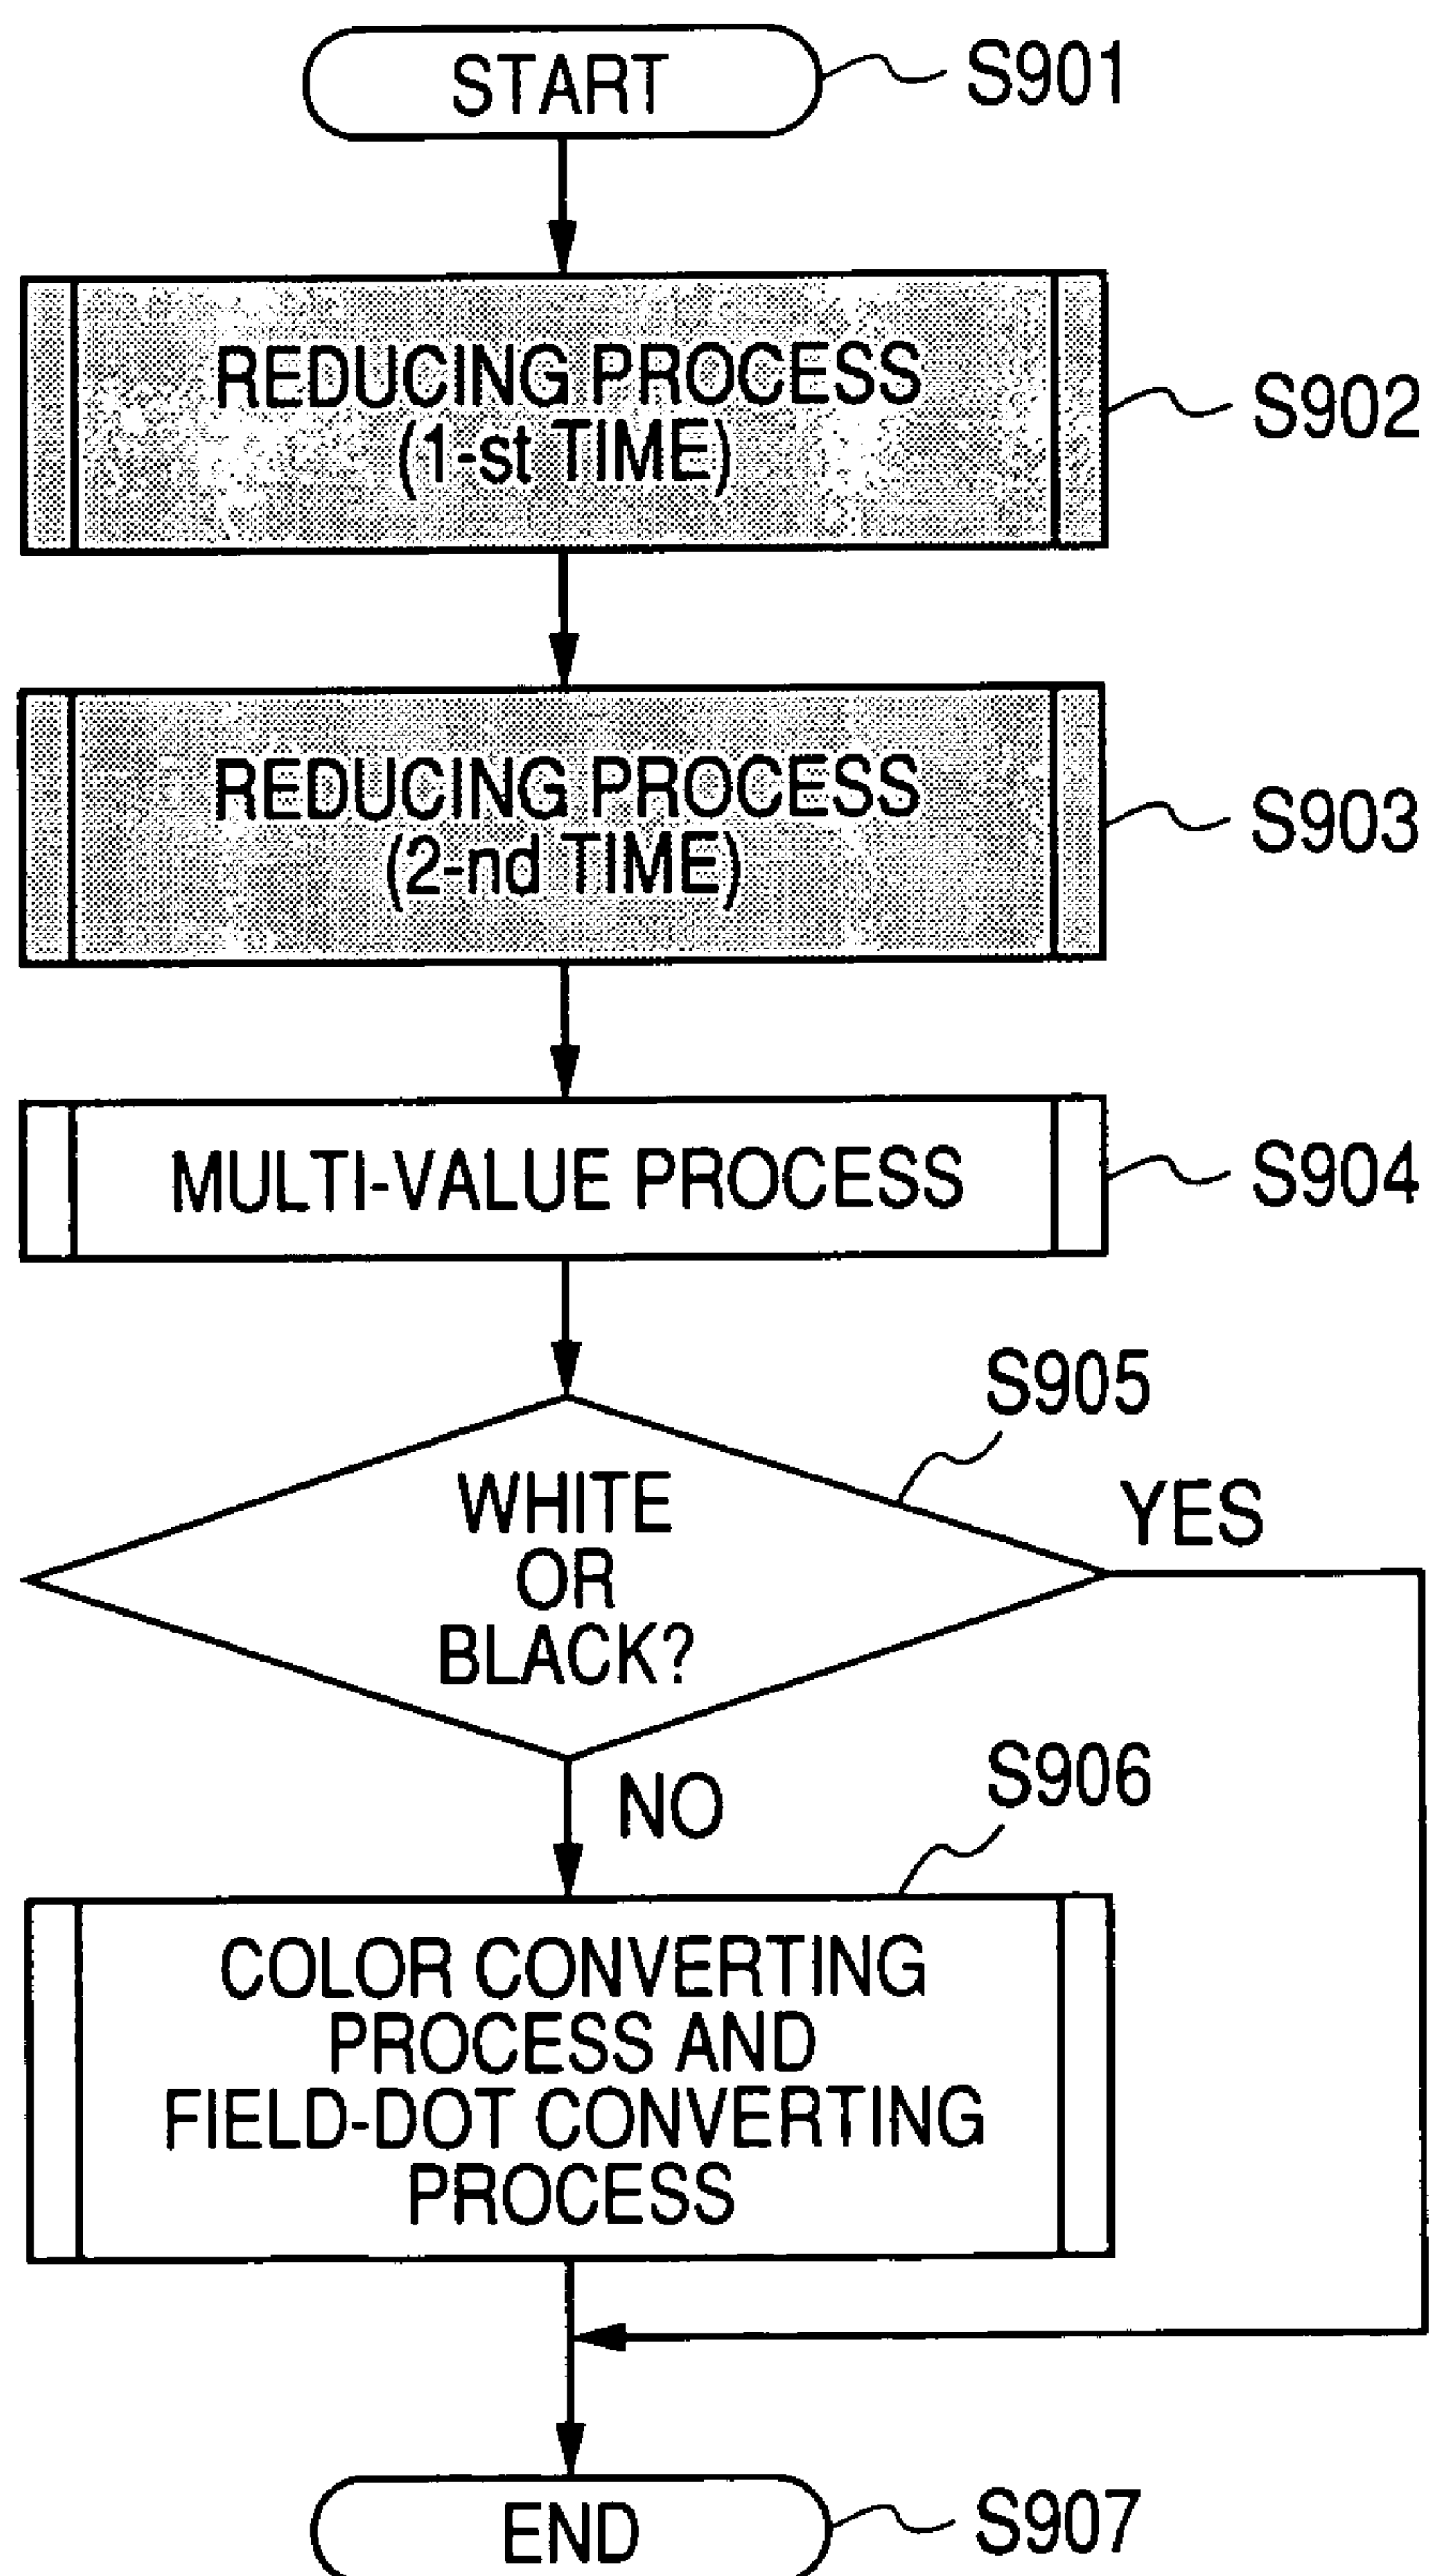 START
S901
REDUCING PROCESS
(1-st TIME)
S902
REDUCING PROCESS
(2-nd TIME)
S903
MULTI-VALUE PROCESS
S904
S905
WHITE
OR
BLACK?
YES
NO
S906
COLOR CONVERTING
PROCESS AND
FIELD-DOT CONVERTING
PROCESS
END
S907